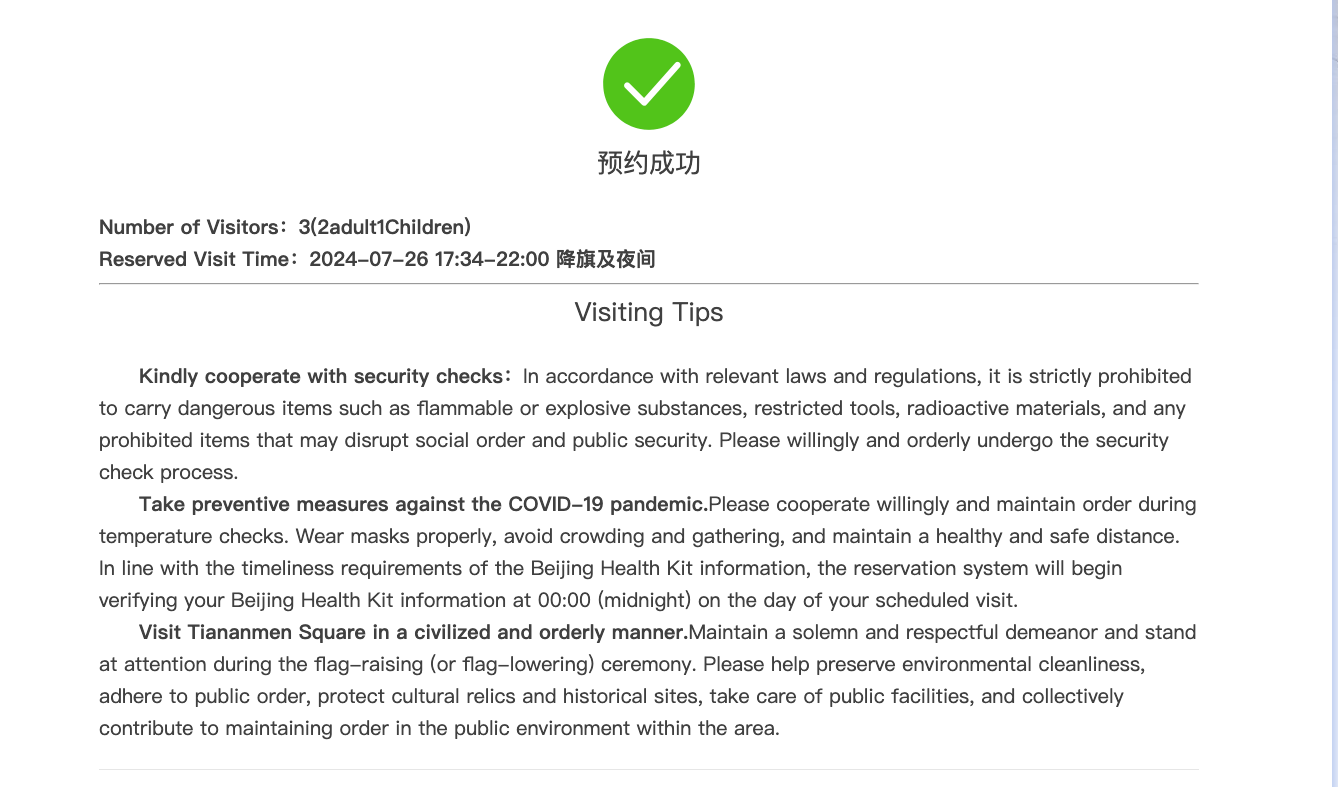 预约成功
Number of Visitors：3(2adult1Children)
Reserved Visit Time：2024-07-26 17:34-22:00 降旗及夜间
Visiting Tips
Kindly cooperate with security checks：In accordance with relevant laws and regulations, it is strictly prohibited
to carry dangerous items such as flammable or explosive substances, restricted tools, radioactive materials, and any
prohibited items that may disrupt social order and public security. Please willingly and orderly undergo the security
check process.
Take preventive measures against the COVID-19 pandemic.Please cooperate willingly and maintain order during
temperature checks. Wear masks properly, avoid crowding and gathering, and maintain a healthy and safe distance.
In line with the timeliness requirements of the Beijing Health Kit information, the reservation system will begin
verifying your Beijing Health Kit information at 00:00 (midnight) on the day of your scheduled visit.
Visit Tiananmen Square in a civilized and orderly manner.Maintain a solemn and respectful demeanor and stand
at attention during the flag-raising (or flag-lowering) ceremony. Please help preserve environmental cleanliness,
adhere to public order, protect cultural relics and historical sites, take care of public facilities, and collectively
contribute to maintaining order in the public environment within the area.